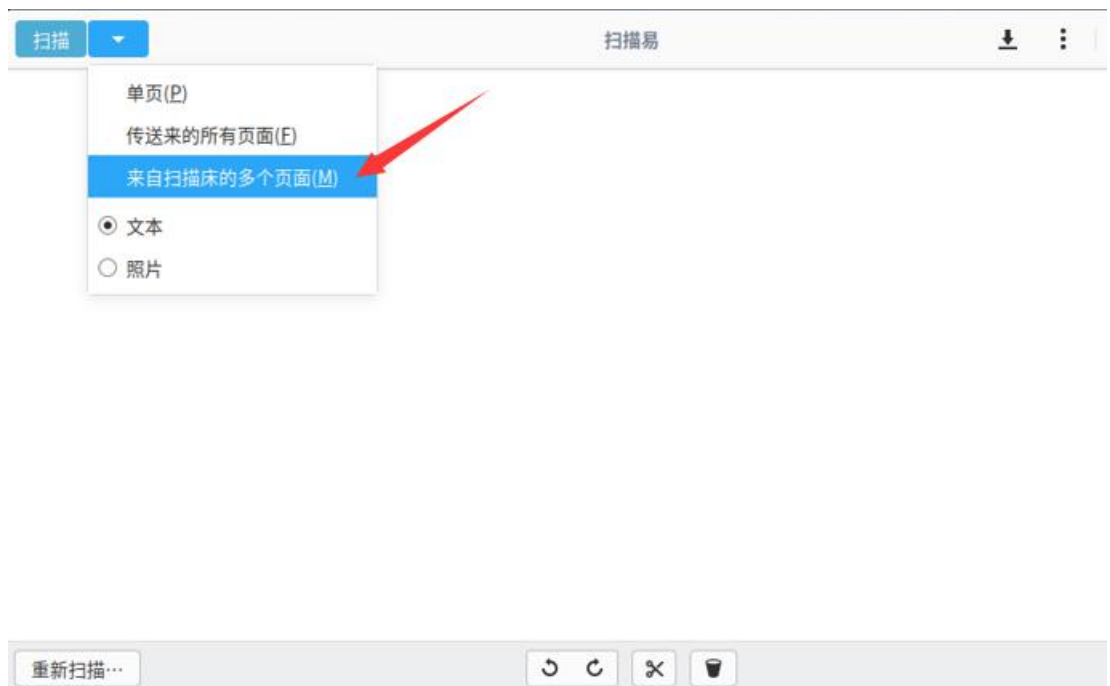 扫描
扫描易
单页(P)
传送来的所有页面(F)
来自扫描床的多个页面(M)
文本
照片
重新扫描…